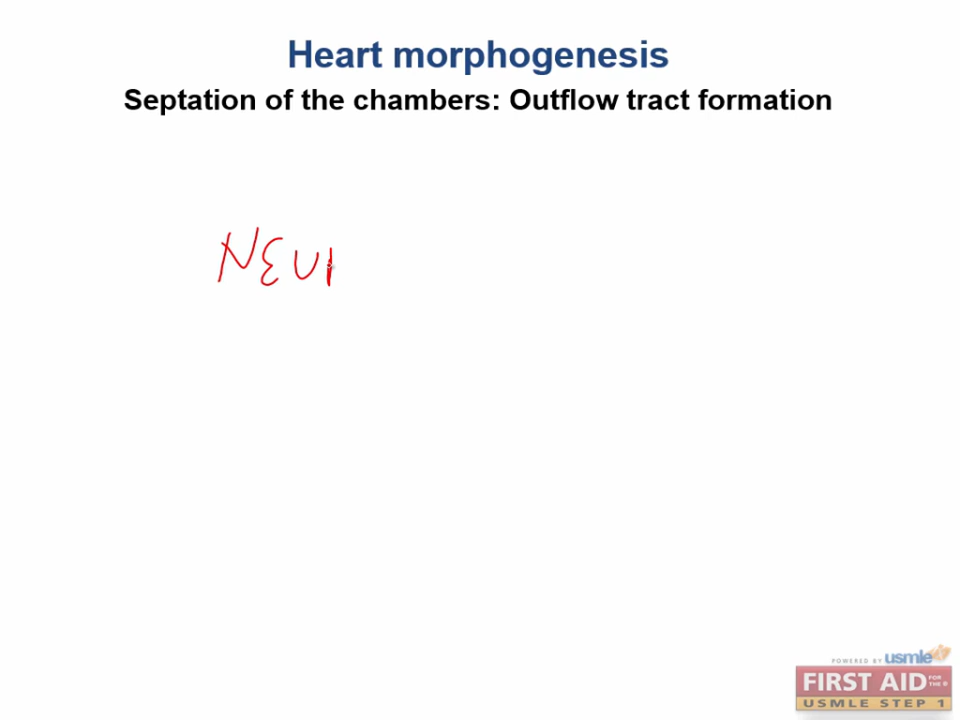 Heart morphogenesis
Septation of the chambers: Outflow tract formation
NEU
POWERED BY usmle
FIRST AID FOR THE ®
USMLE STEP 1